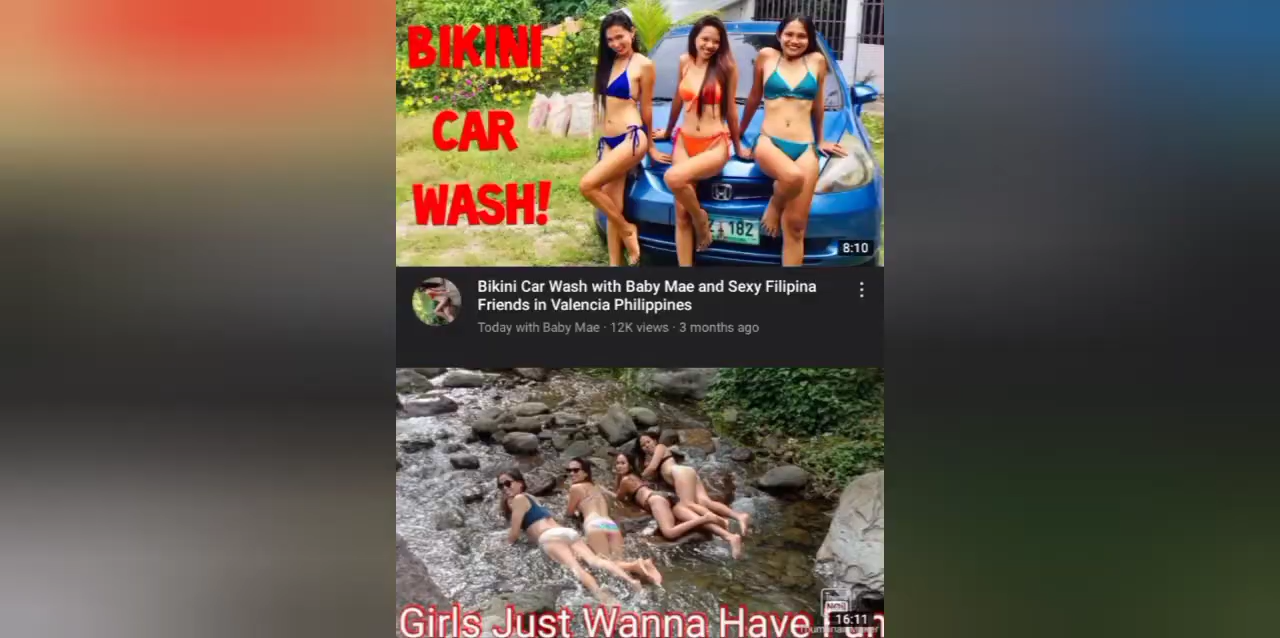 BIKINI
CAR
WASH!
182
8:10
Bikini Car Wash with Baby Mae and Sexy Filipina
Friends in Valencia Philippines
Today with Baby Mae · 12K views · 3 months ago
Girls Just Wanna Have
16:11